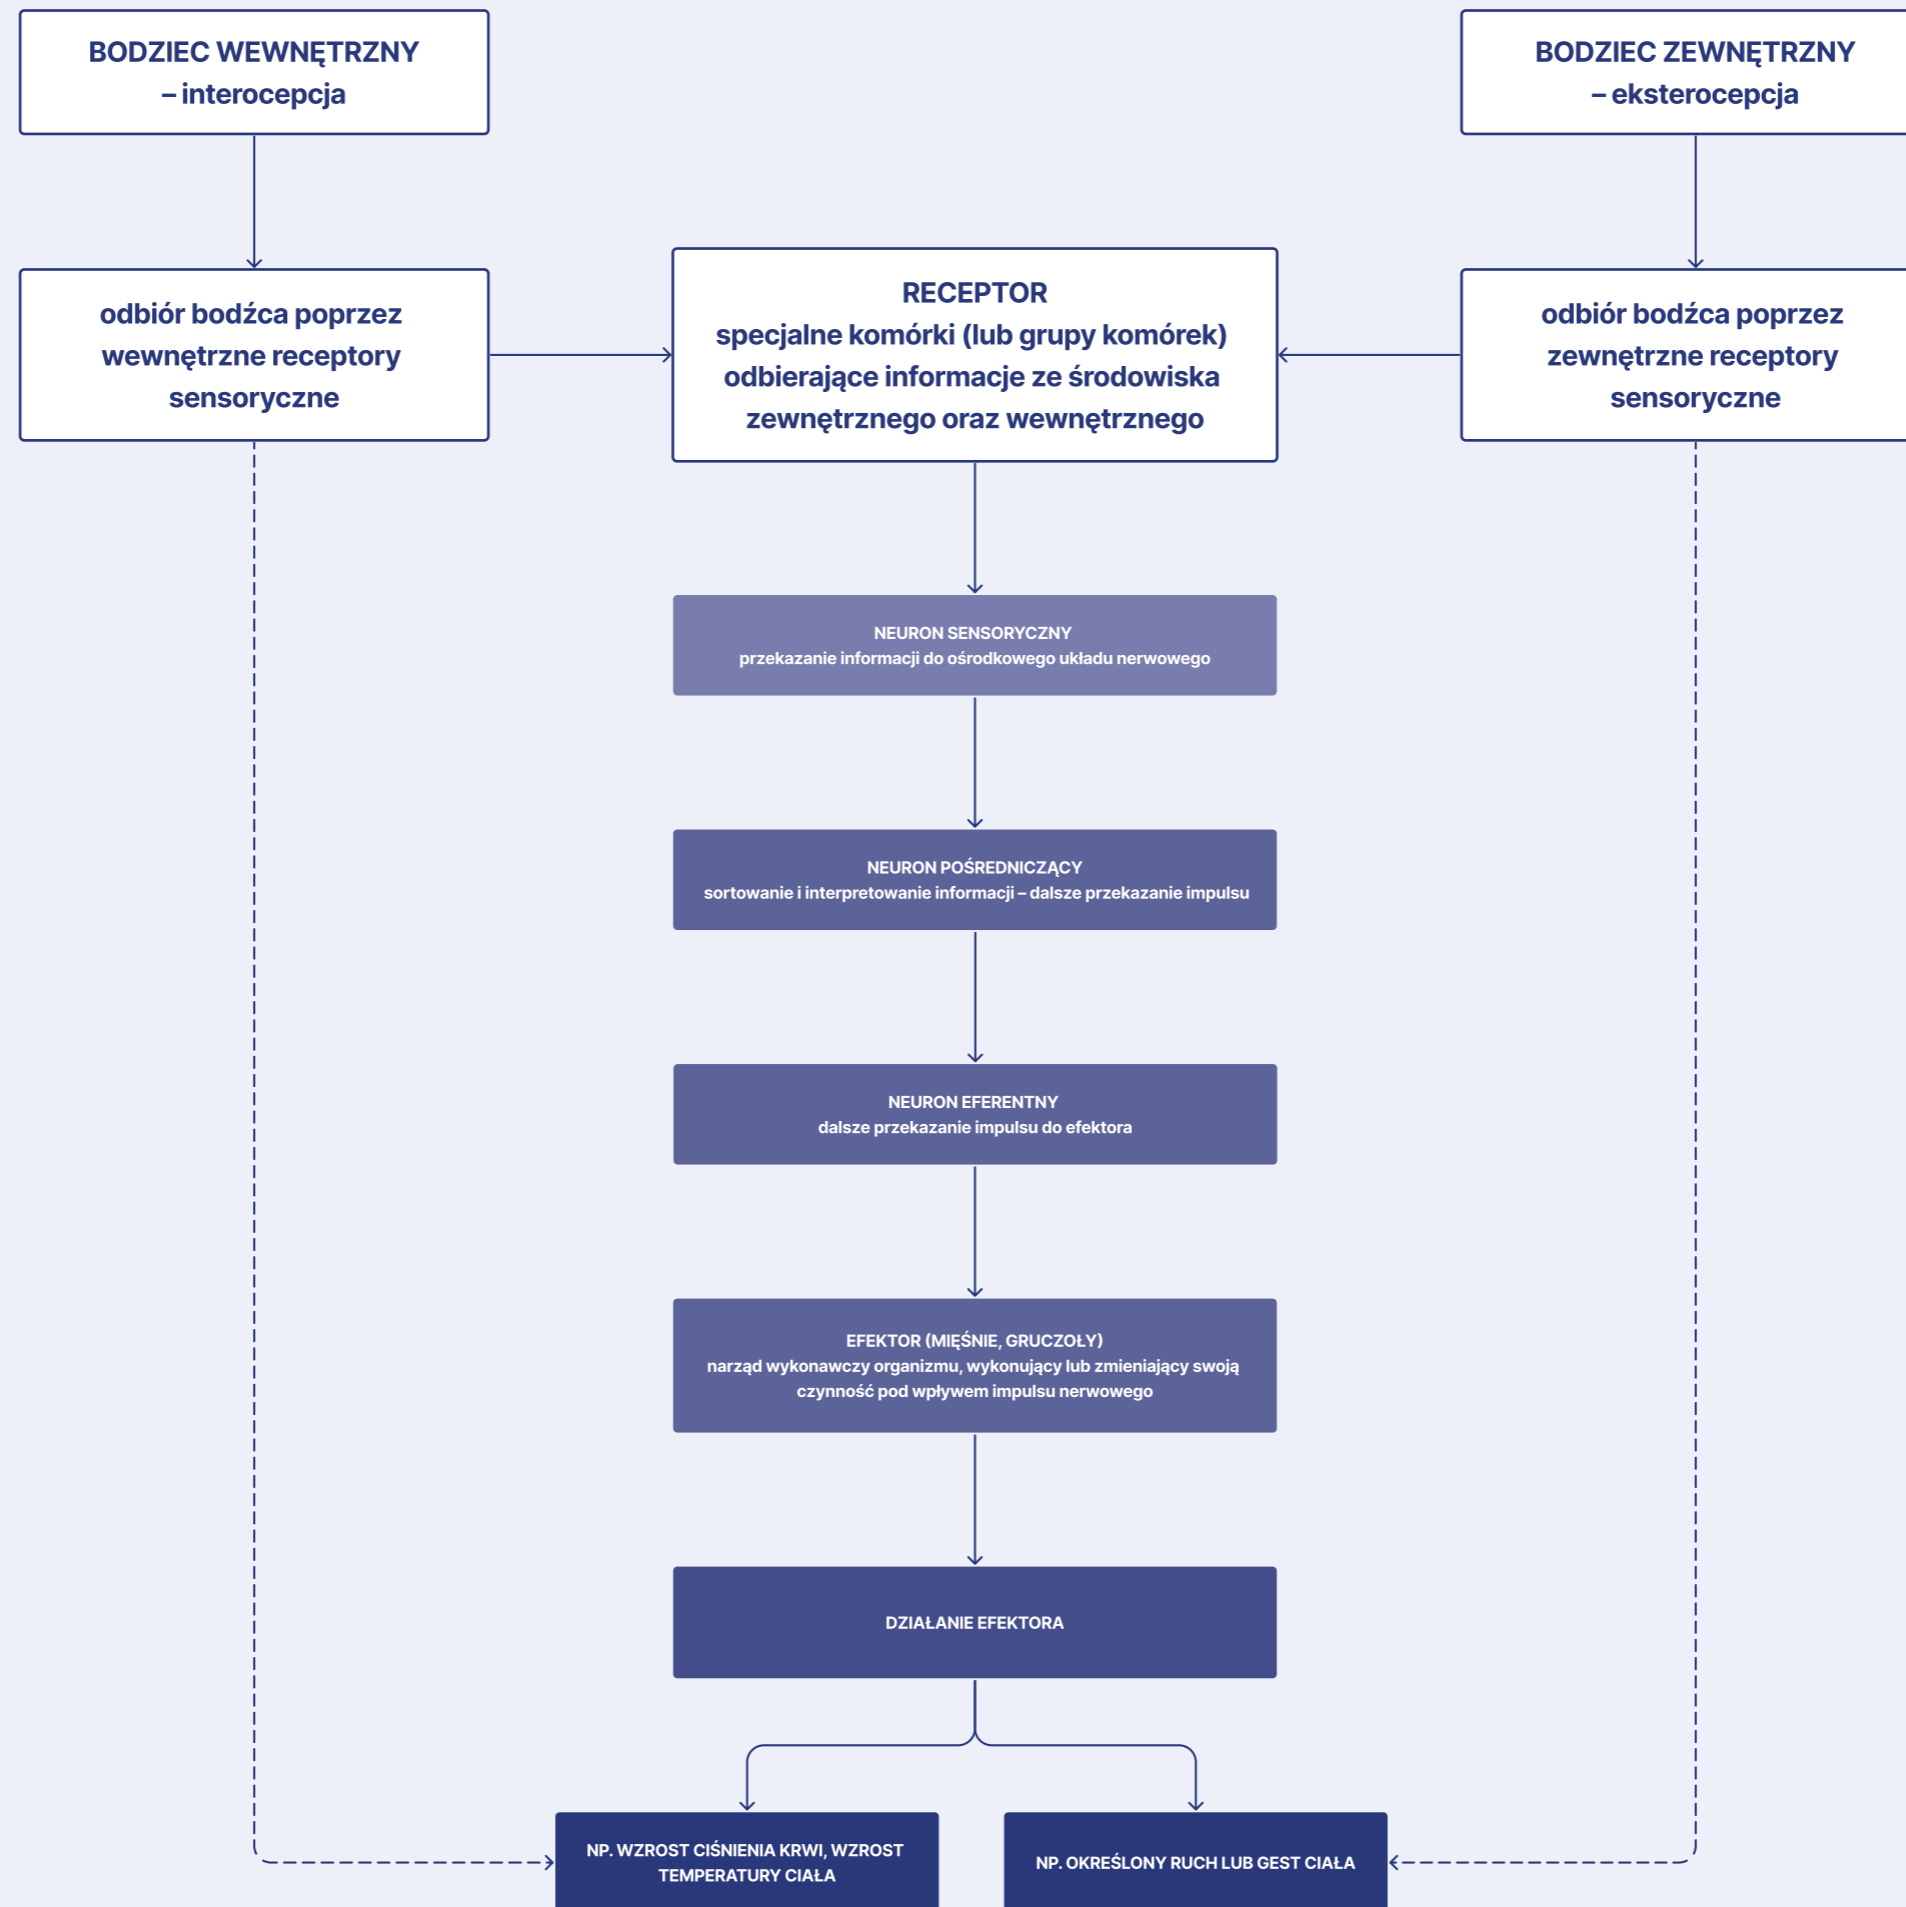 BODZIEC WEWNĘTRZNY
– interocepcja
BODZIEC ZEWNĘTRZNY
– eksterocepcja
odbiór bodźca poprzez
wewnętrzne receptory
sensoryczne
RECEPTOR
specjalne komórki (lub grupy komórek)
odbierające informacje ze środowiska
zewnętrznego oraz wewnętrznego
odbiór bodźca poprzez
zewnętrzne receptory
sensoryczne
NEURON SENSORYCZNY
przekazanie informacji do ośrodkowego układu nerwowego
NEURON POŚREDNICZĄCY
sortowanie i interpretowanie informacji – dalsze przekazanie impulsu
NEURON EFERENTNY
dalsze przekazanie impulsu do efektora
EFEKTOR (MIĘŚNIE, GRUCZOŁY)
narząd wykonawczy organizmu, wykonujący lub zmieniający swoją
czynność pod wpływem impulsu nerwowego
DZIAŁANIE EFEKTORA
NP. WZROST CIŚNIENIA KRWI, WZROST
TEMPERATURY CIAŁA
NP. OKREŚLONY RUCH LUB GEST CIAŁA